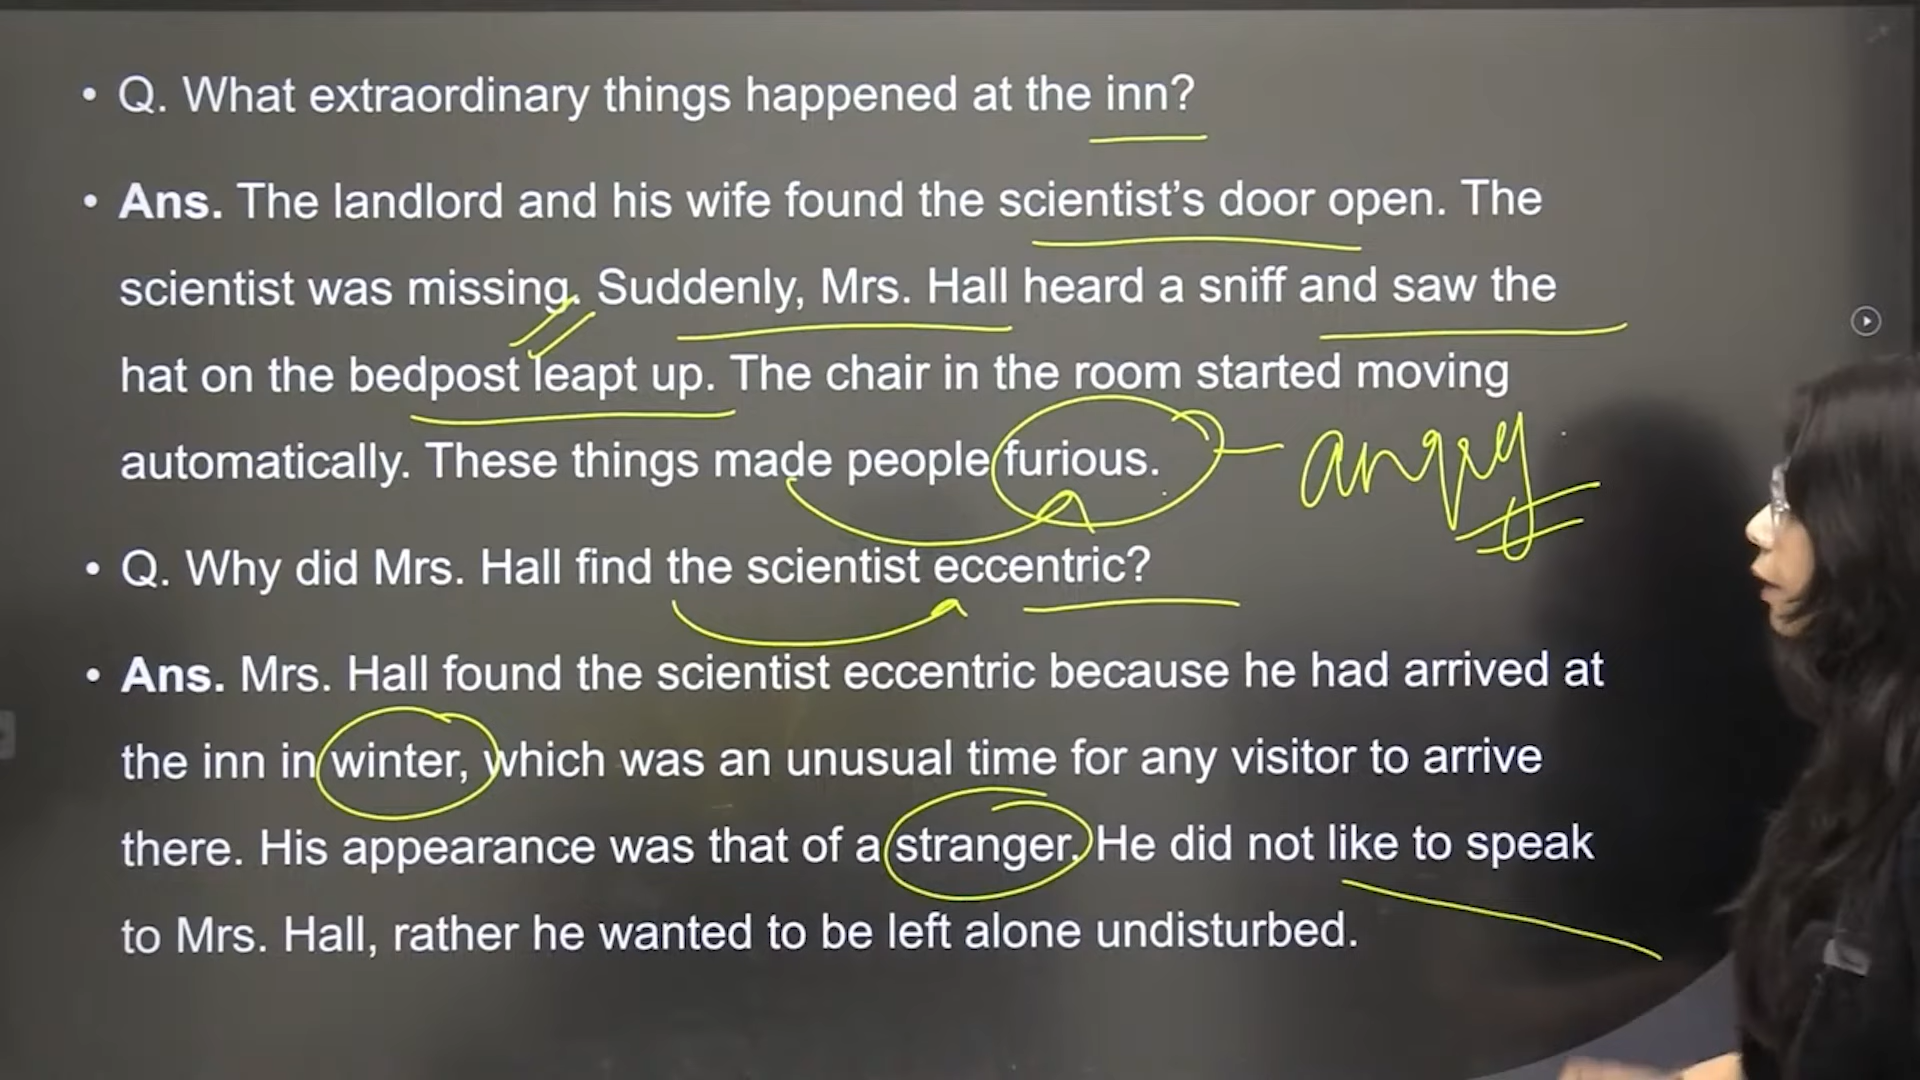 • Q. What extraordinary things happened at the inn?
• Ans. The landlord and his wife found the scientist’s door open. The
scientist was missing. Suddenly, Mrs. Hall heard a sniff and saw the
hat on the bedpost leapt up. The chair in the room started moving
automatically. These things made people furious. angry
• Q. Why did Mrs. Hall find the scientist eccentric?
• Ans. Mrs. Hall found the scientist eccentric because he had arrived at
the inn in winter, which was an unusual time for any visitor to arrive
there. His appearance was that of a stranger. He did not like to speak
to Mrs. Hall, rather he wanted to be left alone undisturbed.